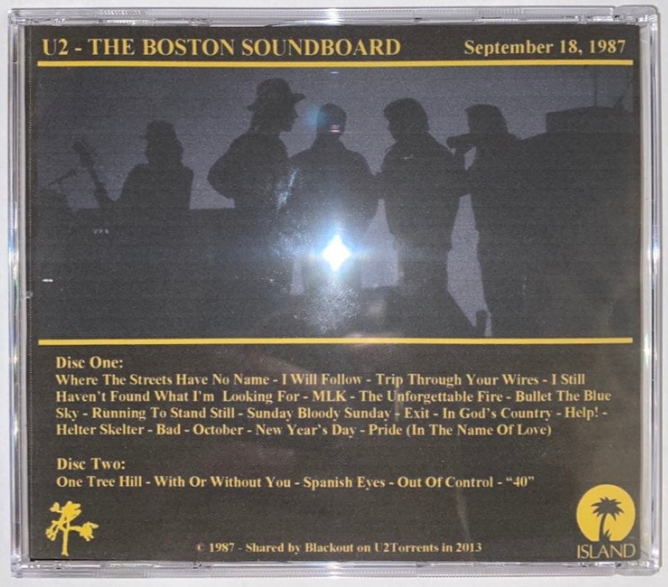 U2 - THE BOSTON SOUNDBOARD September 18, 1987
Disc One:
Where The Streets Have No Name - I Will Follow - Trip Through Your Wires - I Still
Haven't Found What I'm Looking For - MLK - The Unforgettable Fire - Bullet The Blue
Sky - Running To Stand Still - Sunday Bloody Sunday - Exit - In God's Country - Help! -
Helter Skelter - Bad - October - New Year's Day - Pride (In The Name Of Love)
Disc Two:
One Tree Hill - With Or Without You - Spanish Eyes - Out Of Control - "40"
© 1987 - Shared by Blackout on U2Torrents in 2013
ISLAND